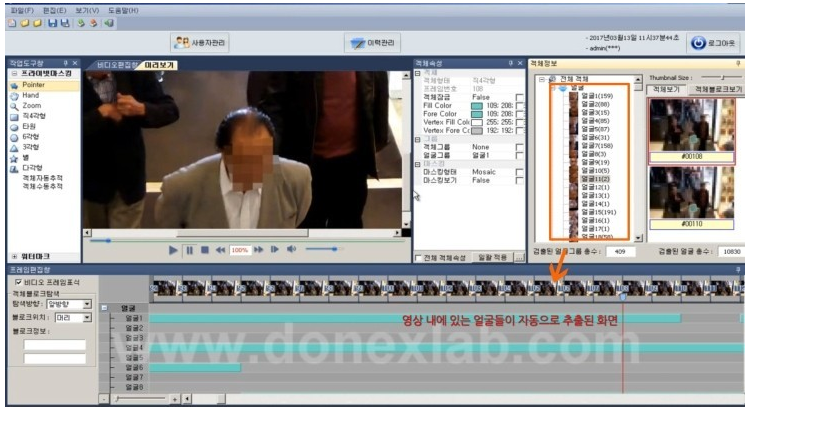 파일(F) 편집(E) 보기(V) 도움말(H)
사용자관리
이력관리
- 2017년03월13일 11시37분44초
- admin(***)
로그아웃
작업도구창
프라이빗마스킹
Pointer
Hand
Zoom
직4각형
타원
6각형
3각형
별
다각형
객체자동추적
객체수동추적
워터마크
비디오편집창 미리보기
100%
객체속성
객체
객체형태 직4각형
프레임번호 108
객체잠금 False
Fill Color 109; 208;
Fore Color 109; 208;
Vertex Fill Col 255; 255;
Vertex Fore Co 192; 192;
그룹
객체그룹 None
얼굴그룹 얼굴1
마스킹
마스킹형태 Mosaic
마스킹보기 False
전체 객체속성 일괄 적용 ...
객체정보
전체 객체
얼굴
얼굴1(159)
얼굴2(88)
얼굴3(15)
얼굴4(85)
얼굴5(87)
얼굴6(31)
얼굴7(158)
얼굴8(3)
얼굴9(19)
얼굴10(5)
얼굴11(2)
얼굴12(1)
얼굴13(1)
얼굴14(1)
얼굴15(191)
얼굴16(1)
얼굴17(1)
Thumbnail Size :
객체보기 객체블로그보기
#00108
#00110
검출된 얼굴그룹 총수 : 409
검출된 얼굴 총수 : 10830
프레임편집창
비디오 프레임표석
객체블로크탐색
탐색방향 : 앞방향
블로크위치 : 머리
블로크정보 :
얼굴
얼굴1
얼굴2
얼굴3
얼굴4
얼굴5
얼굴6
얼굴7
얼굴8
영상 내에 있는 얼굴들이 자동으로 추출된 화면
www.donexlab.com